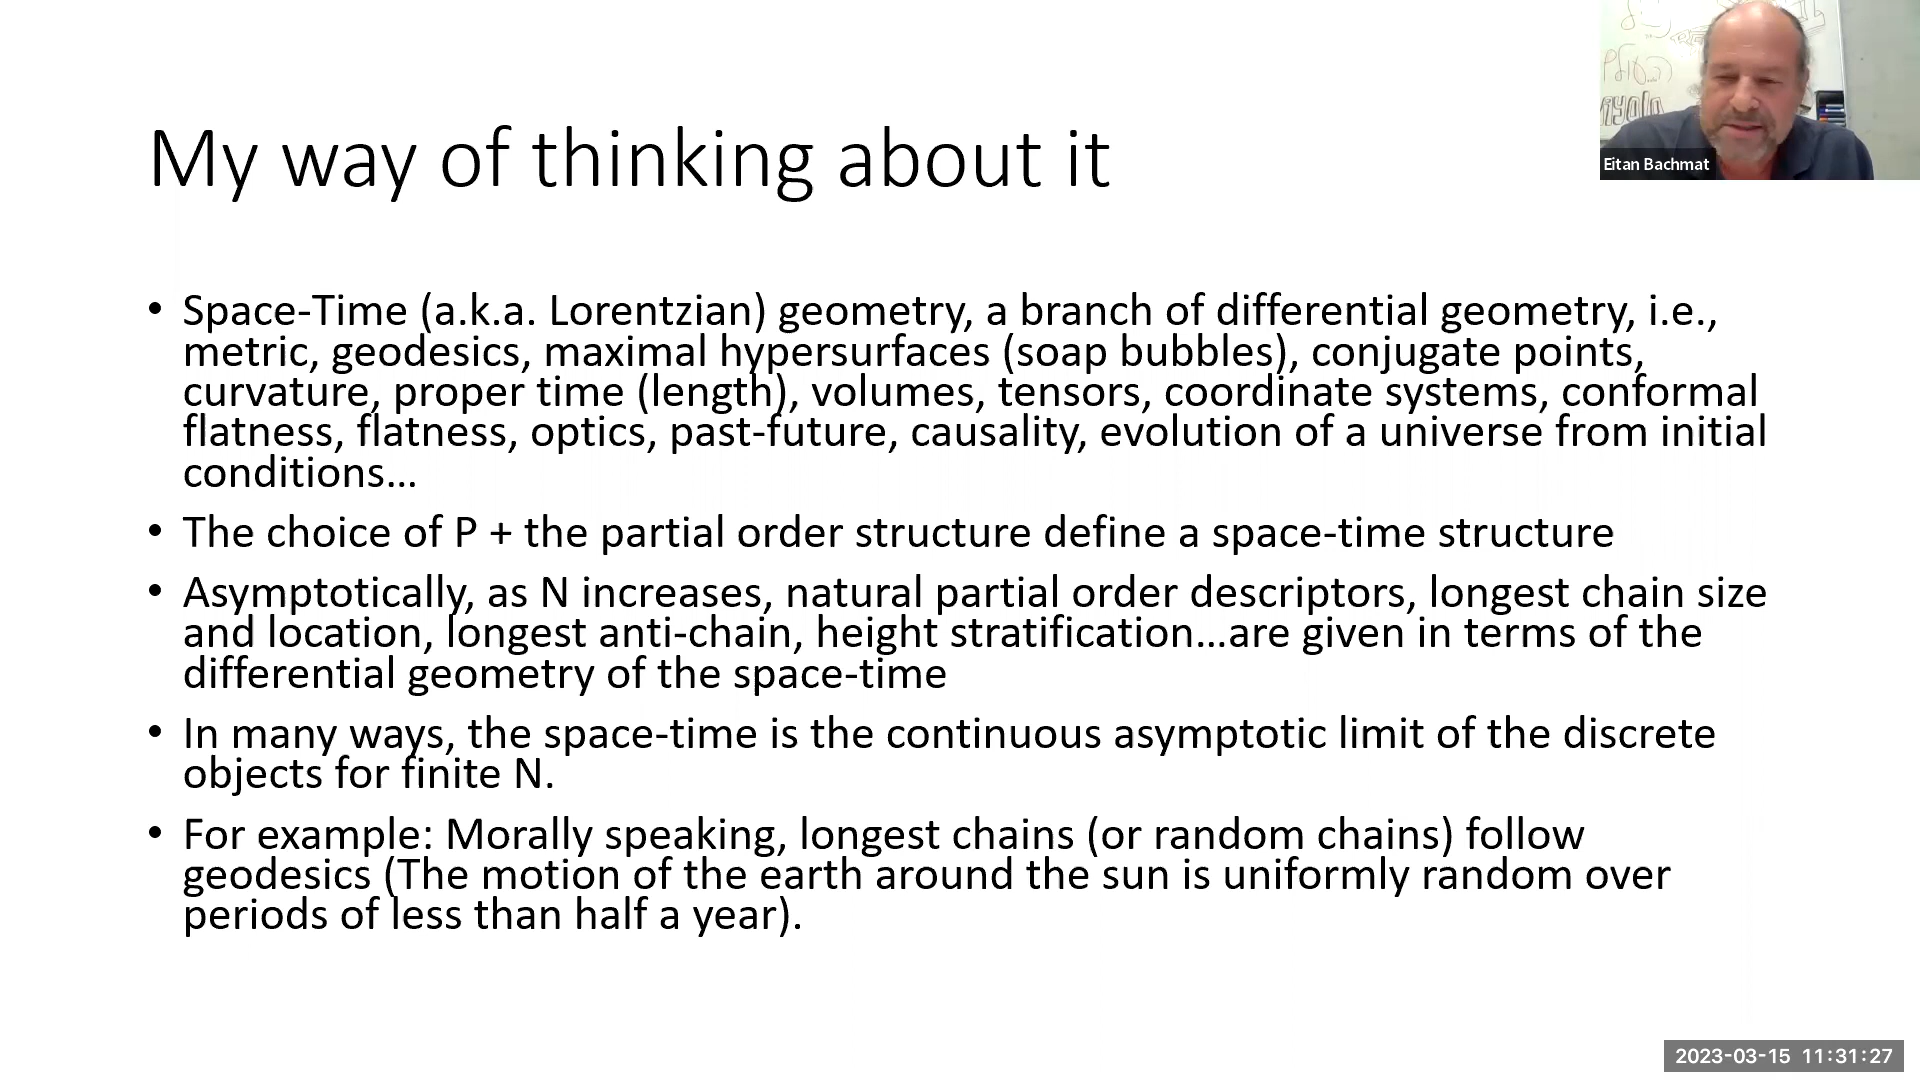 My way of thinking about it
• Space-Time (a.k.a. Lorentzian) geometry, a branch of differential geometry, i.e.,
metric, geodesics, maximal hypersurfaces (soap bubbles), conjugate points,
curvature, proper time (length), volumes, tensors, coordinate systems, conformal
flatness, flatness, optics, past-future, causality, evolution of a universe from initial
conditions…
• The choice of P + the partial order structure define a space-time structure
• Asymptotically, as N increases, natural partial order descriptors, longest chain size
and location, longest anti-chain, height stratification…are given in terms of the
differential geometry of the space-time
• In many ways, the space-time is the continuous asymptotic limit of the discrete
objects for finite N.
• For example: Morally speaking, longest chains (or random chains) follow
geodesics (The motion of the earth around the sun is uniformly random over
periods of less than half a year).
Eitan Bachmat
2023-03-15 11:31:27